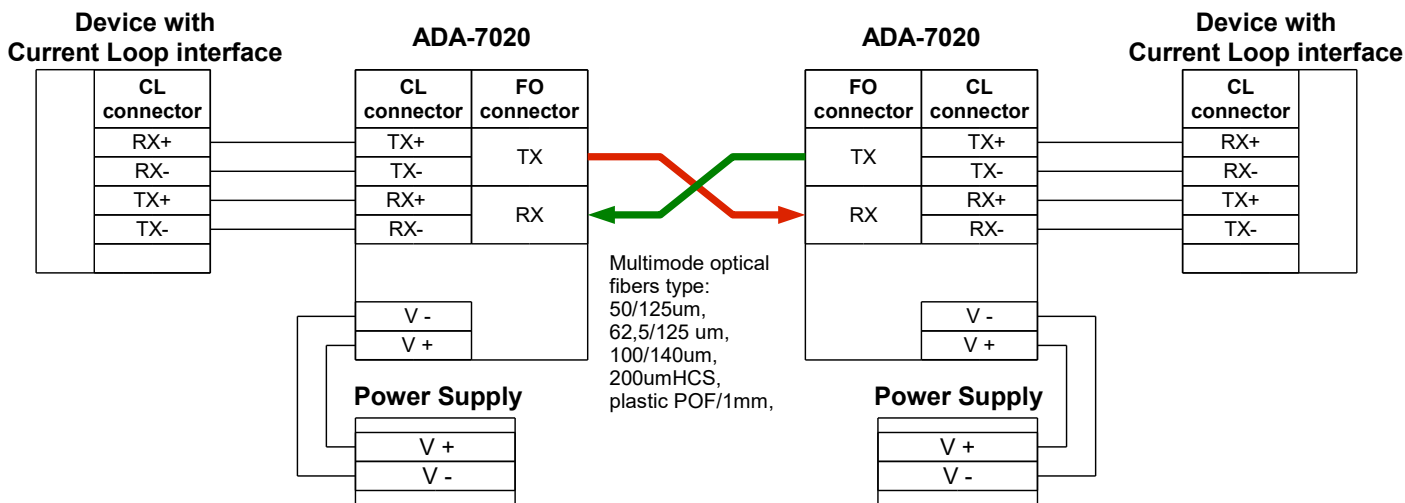 Device with
Current Loop interface
ADA-7020
ADA-7020
Device with
Current Loop interface
CL
connector
RX+
RX-
TX+
TX-
CL
connector
FO
connector
TX+
TX-
RX+
RX-
TX
RX
V -
V +
Multimode optical
fibers type:
50/125um,
62,5/125 um,
100/140um,
200umHCS,
plastic POF/1mm,
FO
connector
CL
connector
TX
RX
TX+
TX-
RX+
RX-
V -
V +
CL
connector
RX+
RX-
TX+
TX-
Power Supply
V +
V -
Power Supply
V +
V -